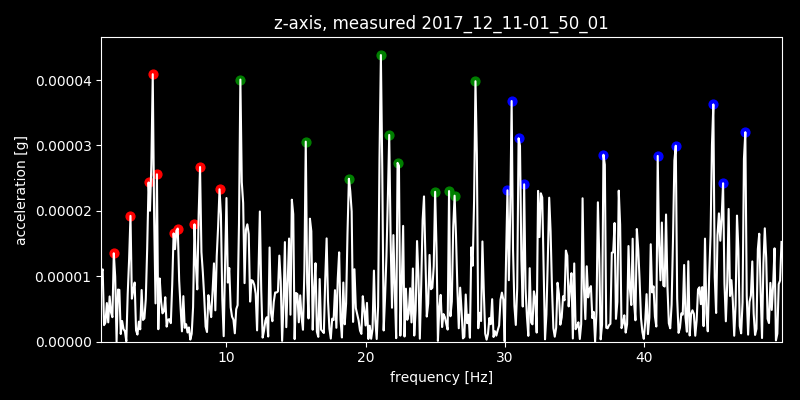 z-axis, measured 2017_12_11-01_50_01
0.00004
0.00003
0.00002
0.00001
0.00000
acceleration [g]
10 20 30 40
frequency [Hz]